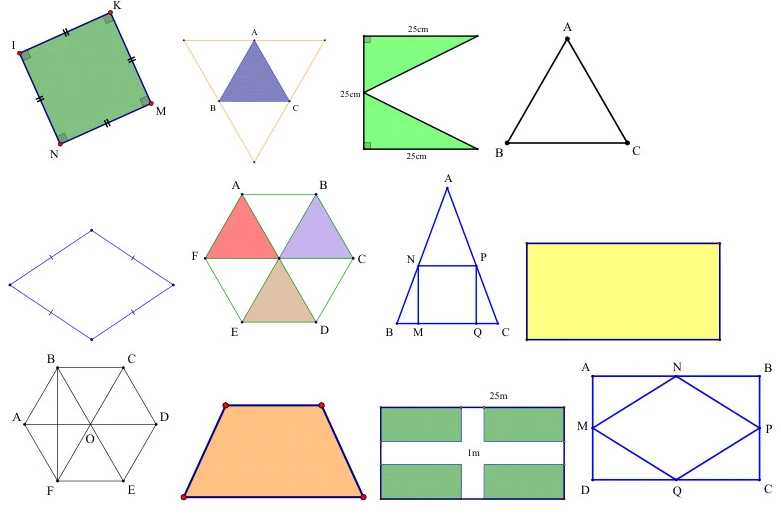 K
I
M
N
A
B C
25cm
25cm
25cm
A
B C
A B
F C
E D
A
N P
B M Q C
B C
A D
O
F E
25m
1m
A N B
M P
D Q C